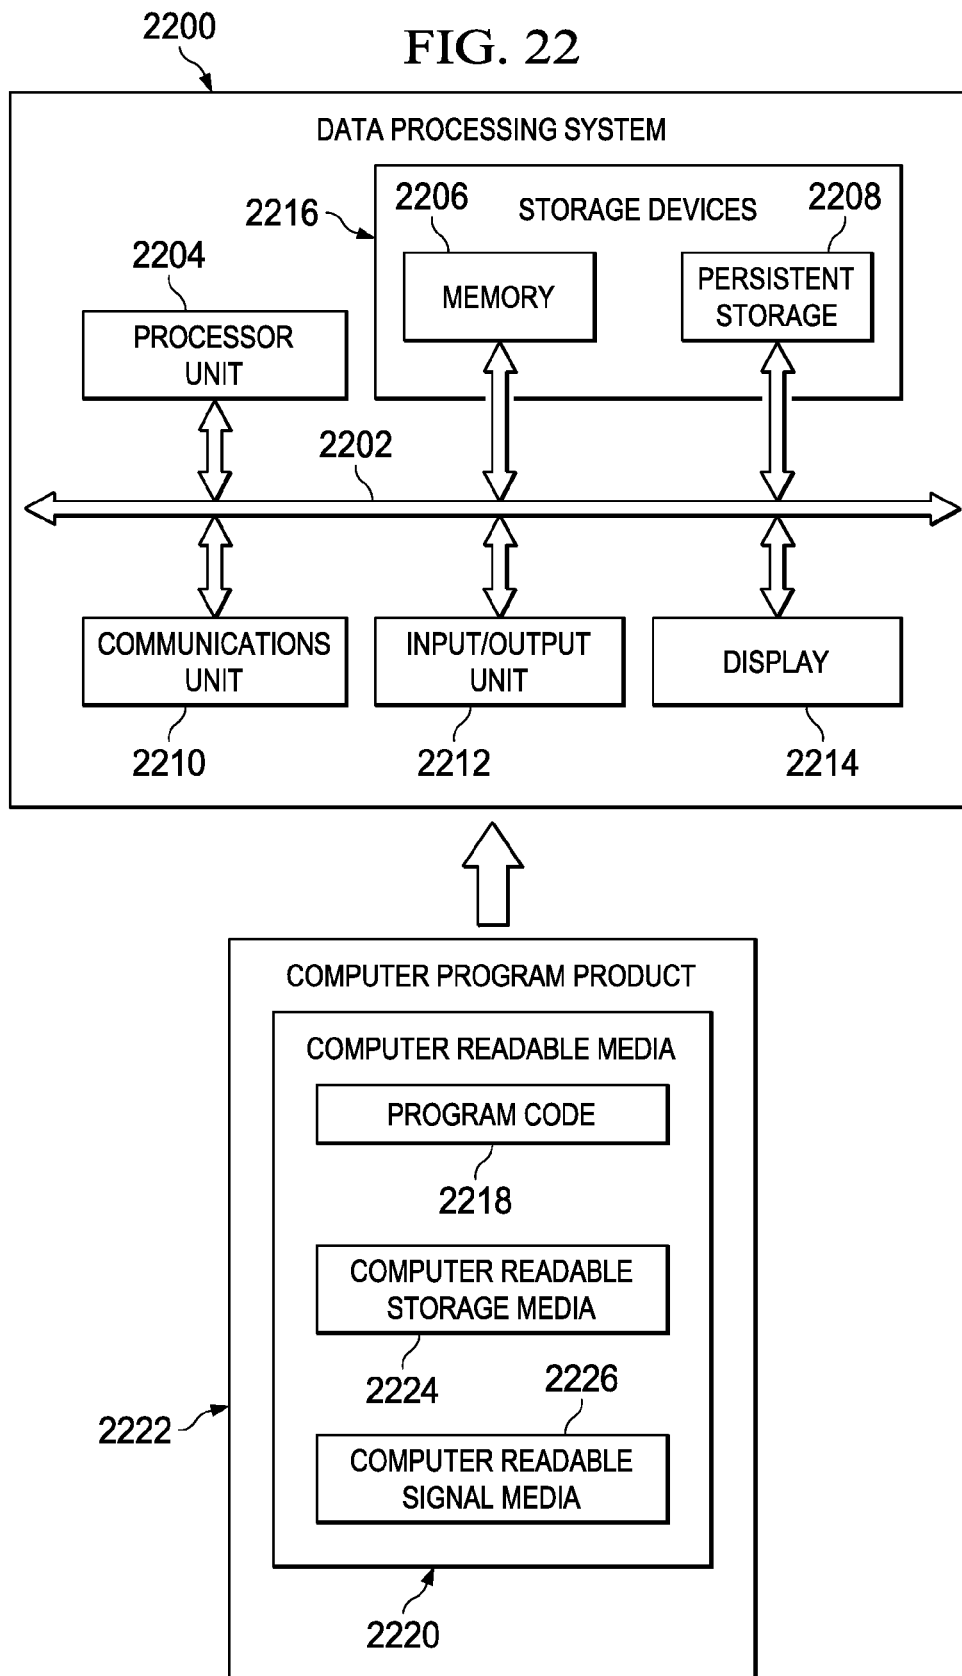 2200
FIG. 22
DATA PROCESSING SYSTEM
2216
2206
STORAGE DEVICES
2208
2204
MEMORY
PERSISTENT
STORAGE
PROCESSOR
UNIT
2202
COMMUNICATIONS
UNIT
INPUT/OUTPUT
UNIT
DISPLAY
2210
2212
2214
COMPUTER PROGRAM PRODUCT
COMPUTER READABLE MEDIA
PROGRAM CODE
2218
COMPUTER READABLE
STORAGE MEDIA
2224
2226
2222
COMPUTER READABLE
SIGNAL MEDIA
2220